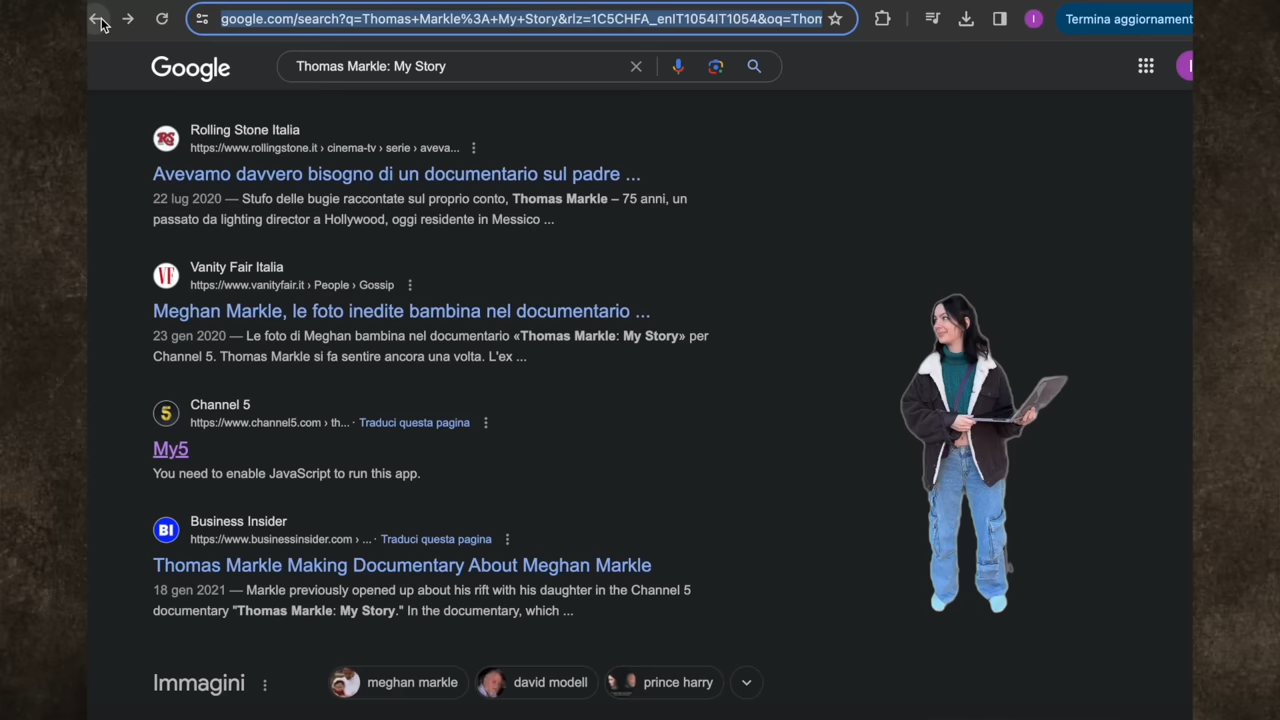 google.com/search?q=Thomas+Markle%3A+My+Story&rlz=1C5CHFA_enIT1054IT1054&oq=Thom
I
Termina aggiornament
Google
Thomas Markle: My Story
I
RS
Rolling Stone Italia
https://www.rollingstone.it › cinema-tv › serie › aveva...
Avevamo davvero bisogno di un documentario sul padre ...
22 lug 2020 — Stufo delle bugie raccontate sul proprio conto, Thomas Markle – 75 anni, un
passato da lighting director a Hollywood, oggi residente in Messico ...
VF
Vanity Fair Italia
https://www.vanityfair.it › People › Gossip
Meghan Markle, le foto inedite bambina nel documentario ...
23 gen 2020 — Le foto di Meghan bambina nel documentario «Thomas Markle: My Story» per
Channel 5. Thomas Markle si fa sentire ancora una volta. L'ex ...
5
Channel 5
https://www.channel5.com › th... · Traduci questa pagina
My5
You need to enable JavaScript to run this app.
BI
Business Insider
https://www.businessinsider.com › ... · Traduci questa pagina
Thomas Markle Making Documentary About Meghan Markle
18 gen 2021 — Markle previously opened up about his rift with his daughter in the Channel 5
documentary "Thomas Markle: My Story." In the documentary, which ...
Immagini
meghan markle
david modell
prince harry